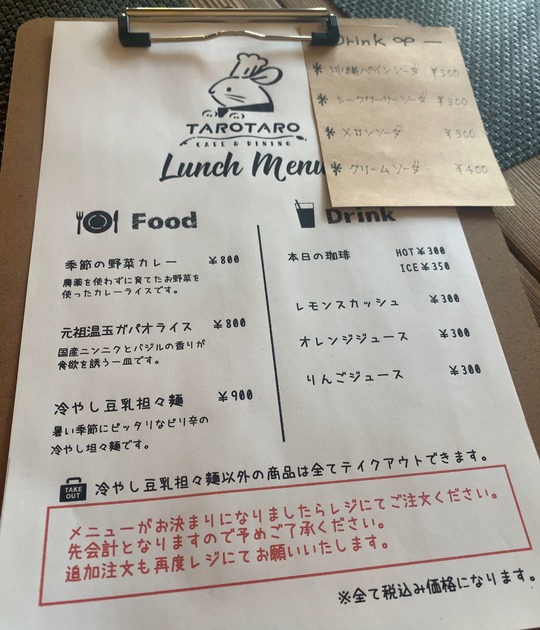 Drink op
* 沖縄パインソーダ ¥300
* シークワーサーソーダ ¥300
* メロンソーダ ¥300
* クリームソーダ ¥400
TAROTARO
CAFE & DINING
Lunch Menu
Food
季節の野菜カレー ¥800
農薬を使わずに育てたお野菜を
使ったカレーライスです。
元祖温玉ガパオライス ¥800
国産ニンニクとバジルの香りが
食欲を誘う一皿です。
冷やし豆乳担々麺 ¥900
暑い季節にピッタリなピリ辛の
冷やし坦々麺です。
Drink
本日の珈琲 HOT¥300
ICE¥350
レモンスカッシュ ¥300
オレンジジュース ¥300
りんごジュース ¥300
TAKE
OUT
冷やし豆乳担々麺以外の商品は全てテイクアウトできます。
メニューがお決まりになりましたらレジにてご注文ください。
先会計となりますので予めご了承ください。
追加注文も再度レジにてお願いいたします。
※全て税込み価格になります。